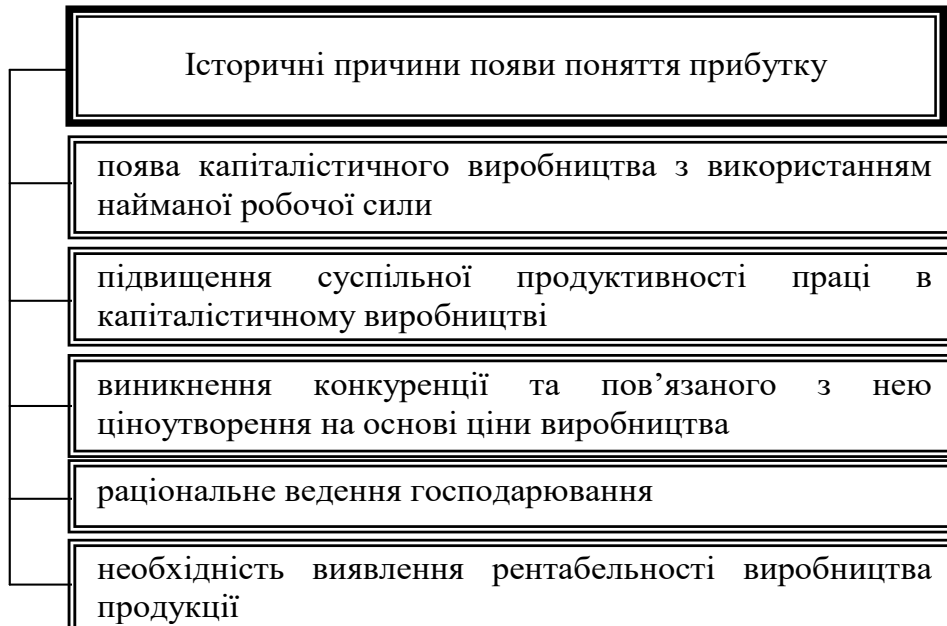 Історичні причини появи поняття прибутку
поява капіталістичного виробництва з використанням
найманої робочої сили
підвищення суспільної продуктивності праці в
капіталістичному виробництві
виникнення конкуренції та пов’язаного з нею
ціноутворення на основі ціни виробництва
раціональне ведення господарювання
необхідність виявлення рентабельності виробництва
продукції